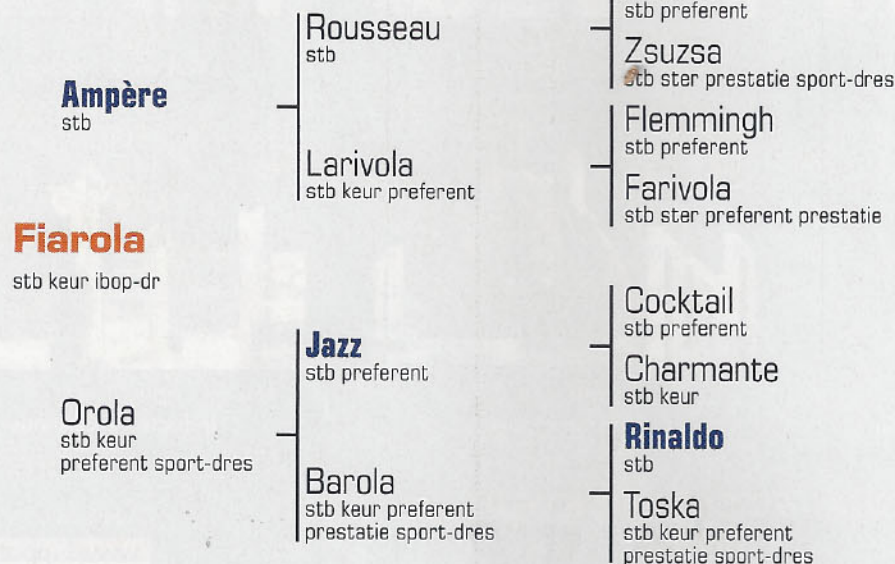 stb preferent
Rousseau
stb
Zsuzsa
stb ster prestatie sport-dres
Ampère
stb
Flemmingh
stb preferent
Larivola
stb keur preferent
Farivola
stb ster preferent prestatie
Fiarola
stb keur ibop-dr
Cocktail
stb preferent
Jazz
stb preferent
Charmante
stb keur
Orola
stb keur
preferent sport-dres
Rinaldo
stb
Barola
stb keur preferent
prestatie sport-dres
Toska
stb keur preferent
prestatie sport-dres